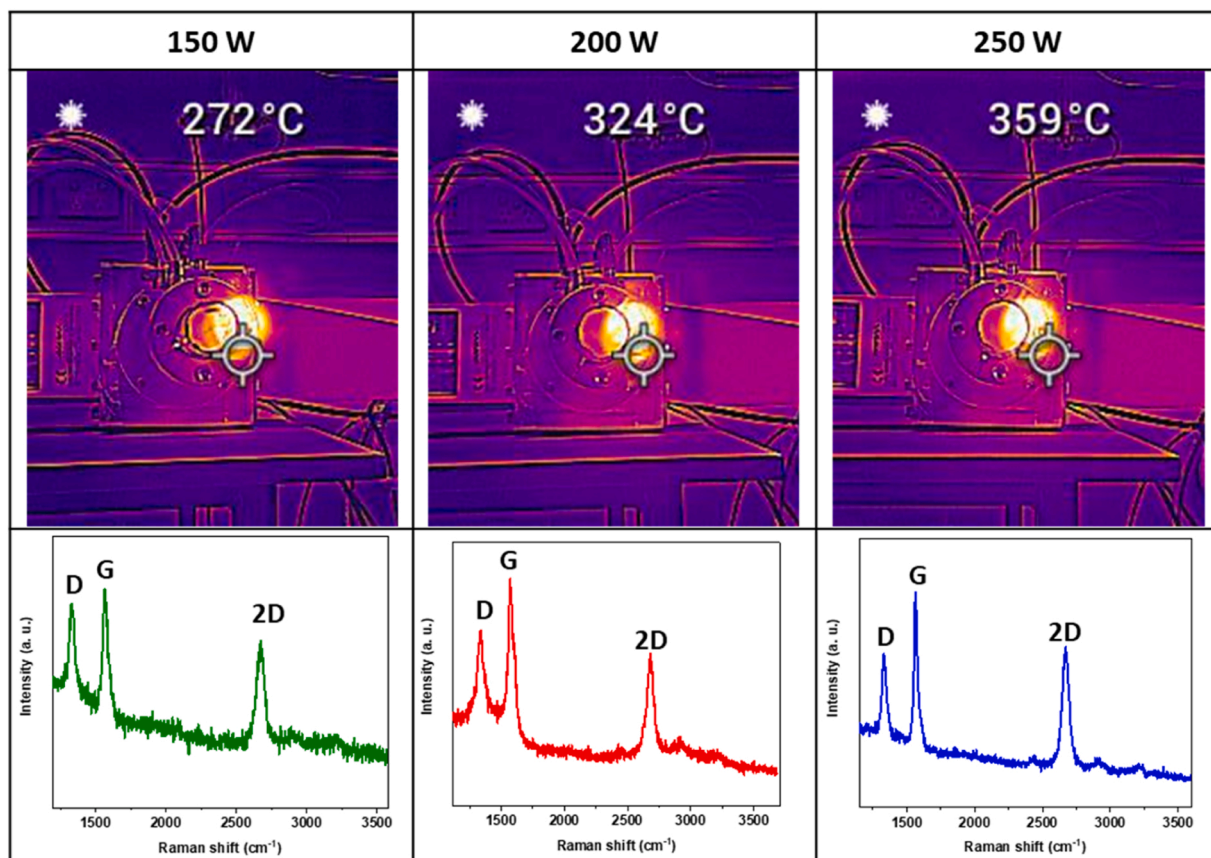 150 W
200 W
250 W
272°C
324°C
359°C
D
G
2D
Intensity (a. u.)
1500 2000 2500 3000 3500
Raman shift (cm⁻¹)
D
G
2D
Intensity (a. u.)
1500 2000 2500 3000 3500
Raman shift (cm⁻¹)
D
G
2D
Intensity (a. u.)
1500 2000 2500 3000 3500
Raman shift (cm⁻¹)